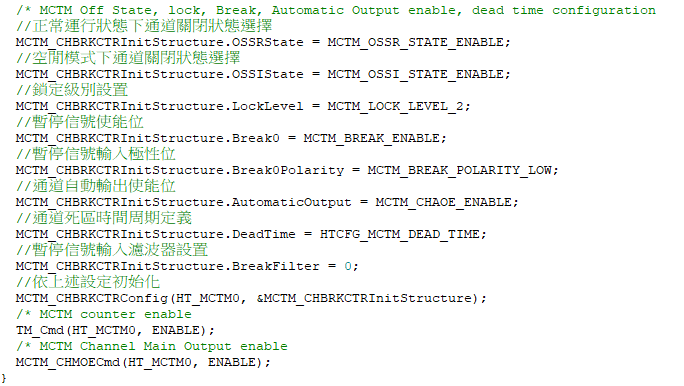 /* MCTM Off State, lock, Break, Automatic Output enable, dead time configuration
//正常運行狀態下通道關閉狀態選擇
MCTM_CHBRKCTRInitStructure.OSSRState = MCTM_OSSR_STATE_ENABLE;
//空閒模式下通道關閉狀態選擇
MCTM_CHBRKCTRInitStructure.OSSIState = MCTM_OSSI_STATE_ENABLE;
//鎖定級別設置
MCTM_CHBRKCTRInitStructure.LockLevel = MCTM_LOCK_LEVEL_2;
//暫停信號使能位
MCTM_CHBRKCTRInitStructure.Break0 = MCTM_BREAK_ENABLE;
//暫停信號輸入極性位
MCTM_CHBRKCTRInitStructure.Break0Polarity = MCTM_BREAK_POLARITY_LOW;
//通道自動輸出使能位
MCTM_CHBRKCTRInitStructure.AutomaticOutput = MCTM_CHAOE_ENABLE;
//通道死區時間周期定義
MCTM_CHBRKCTRInitStructure.DeadTime = HTCFG_MCTM_DEAD_TIME;
//暫停信號輸入濾波器設置
MCTM_CHBRKCTRInitStructure.BreakFilter = 0;
//依上述設定初始化
MCTM_CHBRKCTRConfig(HT_MCTM0, &MCTM_CHBRKCTRInitStructure);
/* MCTM counter enable
TM_Cmd(HT_MCTM0, ENABLE);
/* MCTM Channel Main Output enable
MCTM_CHMOECmd(HT_MCTM0, ENABLE);
}